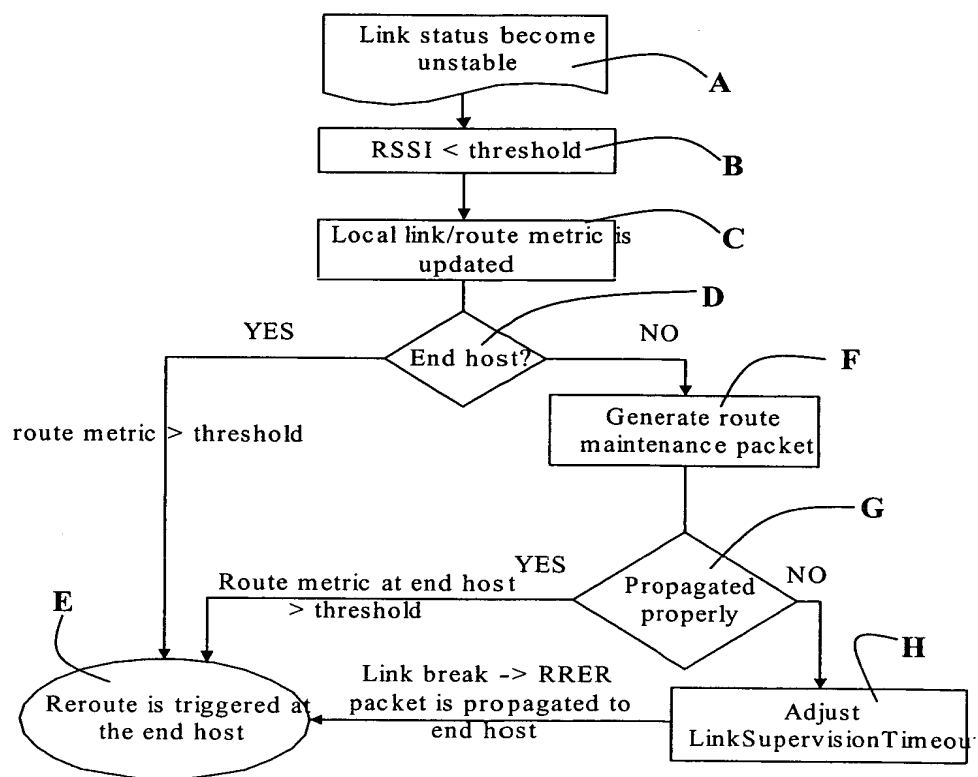 Link status become
unstable
A
RSSI < threshold
B
Local link/route metric is
updated
C
D
YES
NO
End host?
F
route metric > threshold
Generate route
maintenance packet
G
YES
NO
Route metric at end host
> threshold
Propagated
properly
E
H
Link break -> RRER
packet is propagated to
end host
Reroute is triggered at
the end host
Adjust
LinkSupervisionTimeout